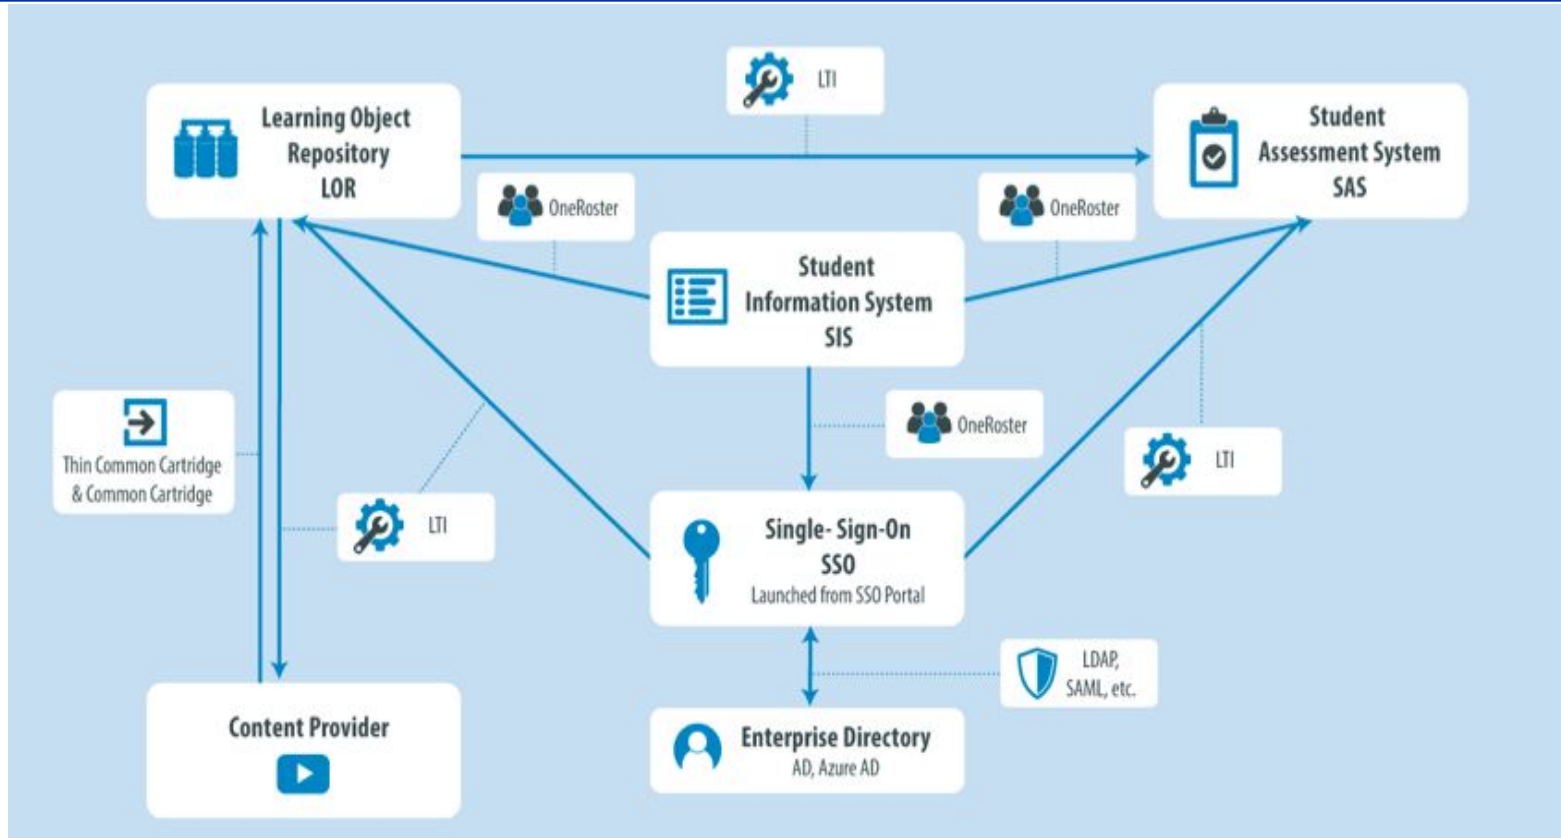 LTI
Learning Object
Repository
LOR
Student
Assessment System
SAS
OneRoster
OneRoster
Student
Information System
SIS
OneRoster
Thin Common Cartridge
& Common Cartridge
LTI
LTI
Single- Sign-On
SSO
Launched from SSO Portal
LDAP,
SAML, etc.
Content Provider
Enterprise Directory
AD, Azure AD